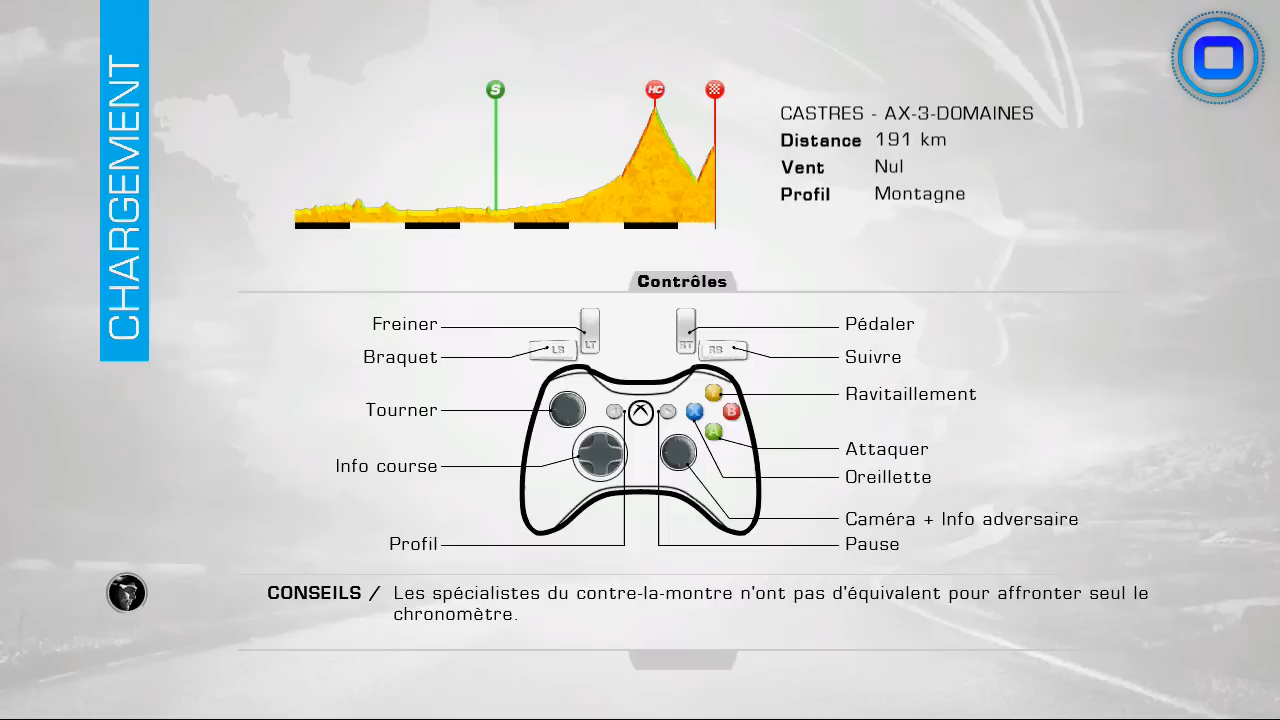 CHARGEMENT
S
HC
CASTRES - AX-3-DOMAINES
Distance 191 km
Vent Nul
Profil Montagne
Contrôles
Freiner
LT
RT
Pédaler
Braquet
LB
RB
Suivre
Y
Ravitaillement
Tourner
X
B
A
Attaquer
Info course
Oreillette
Caméra + Info adversaire
Profil
Pause
CONSEILS / Les spécialistes du contre-la-montre n'ont pas d'équivalent pour affronter seul le
chronomètre.